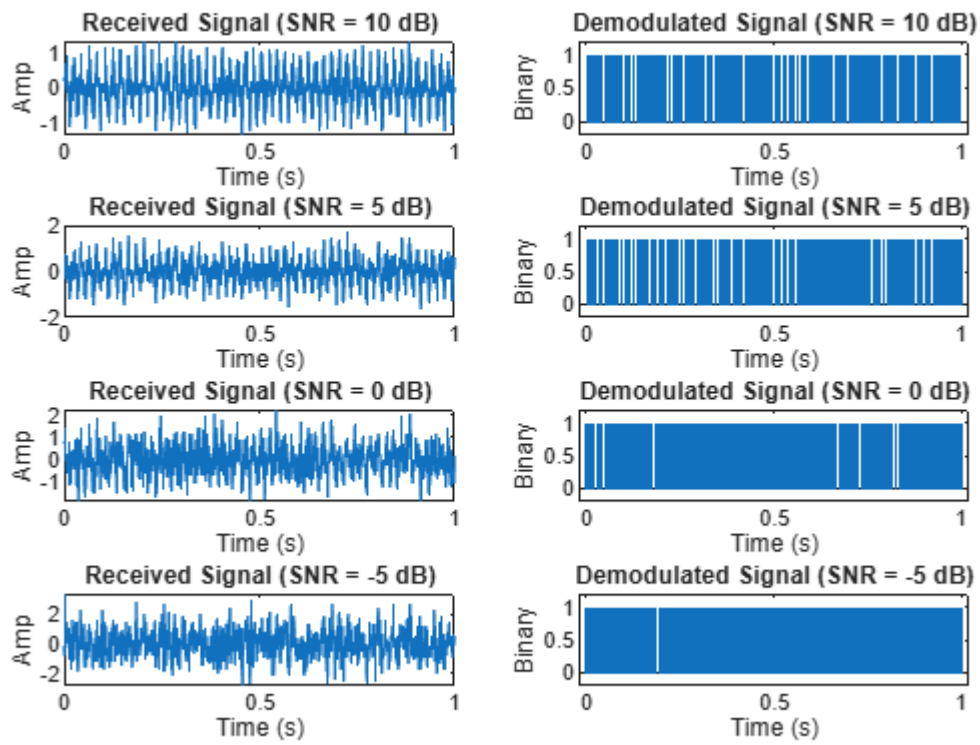 Received Signal (SNR = 10 dB)
Amp
1
0
-1
0
0.5
1
Time (s)
Demodulated Signal (SNR = 10 dB)
Binary
1
0.5
0
0
0.5
1
Time (s)
Received Signal (SNR = 5 dB)
Amp
2
0
-2
0
0.5
1
Time (s)
Demodulated Signal (SNR = 5 dB)
Binary
1
0.5
0
0
0.5
1
Time (s)
Received Signal (SNR = 0 dB)
Amp
2
1
0
-1
0
0.5
1
Time (s)
Demodulated Signal (SNR = 0 dB)
Binary
1
0.5
0
0
0.5
1
Time (s)
Received Signal (SNR = -5 dB)
Amp
2
0
-2
0
0.5
1
Time (s)
Demodulated Signal (SNR = -5 dB)
Binary
1
0.5
0
0
0.5
1
Time (s)